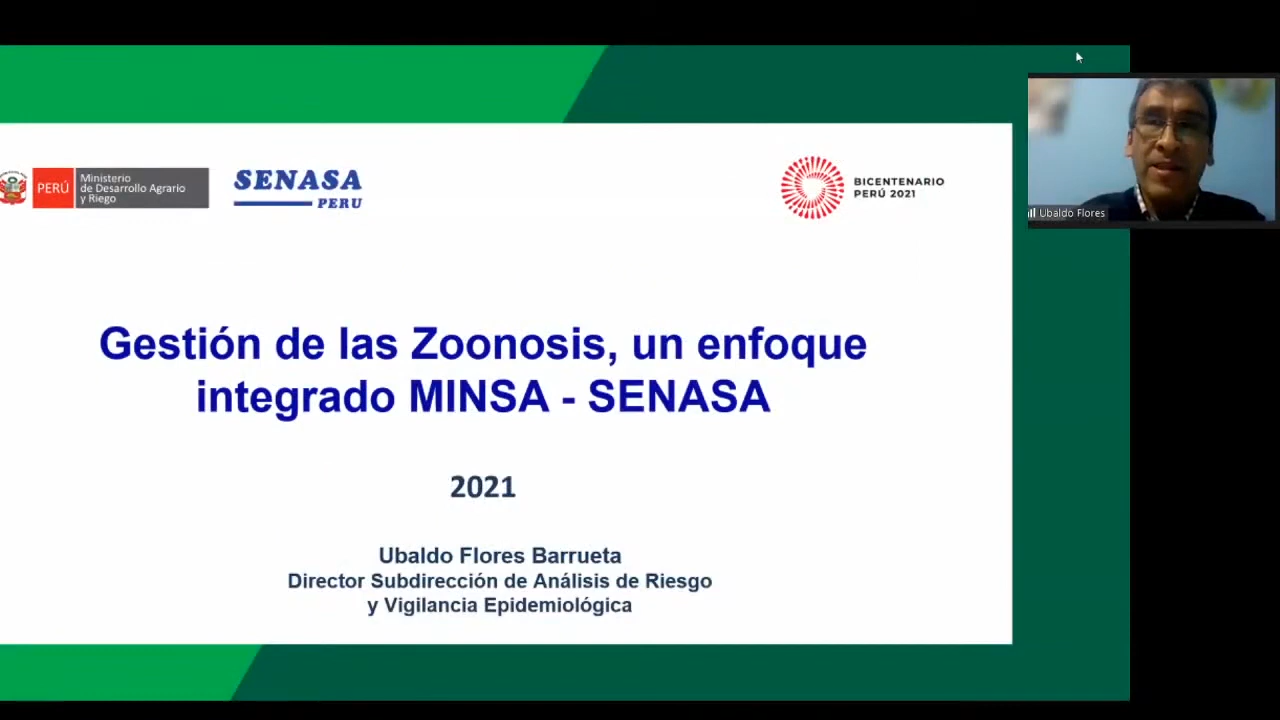 PERÚ
Ministerio
de Desarrollo Agrario
y Riego
SENASA
PERU
BICENTENARIO
PERÚ 2021
Ubaldo Flores
Gestión de las Zoonosis, un enfoque
integrado MINSA - SENASA
2021
Ubaldo Flores Barrueta
Director Subdirección de Análisis de Riesgo
y Vigilancia Epidemiológica